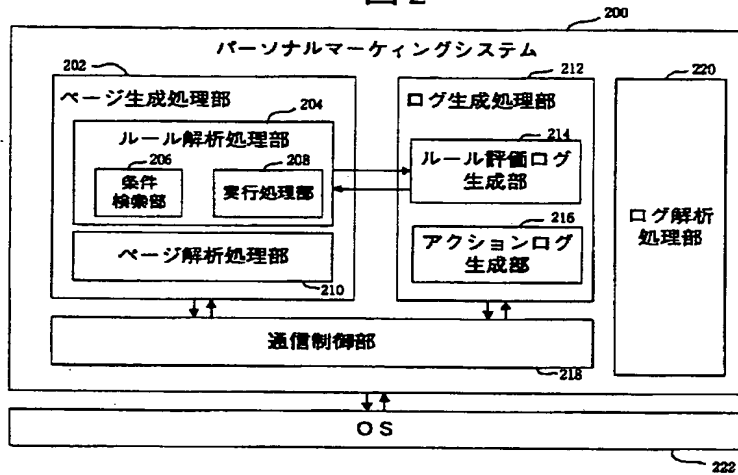 図2
200
パーソナルマーケティングシステム
202
ページ生成処理部
204
ルール解析処理部
206
条件
検索部
208
実行処理部
ページ解析処理部
210
212
ログ生成処理部
214
ルール評価ログ
生成部
216
アクションログ
生成部
220
ログ解析
処理部
通信制御部
218
OS
222